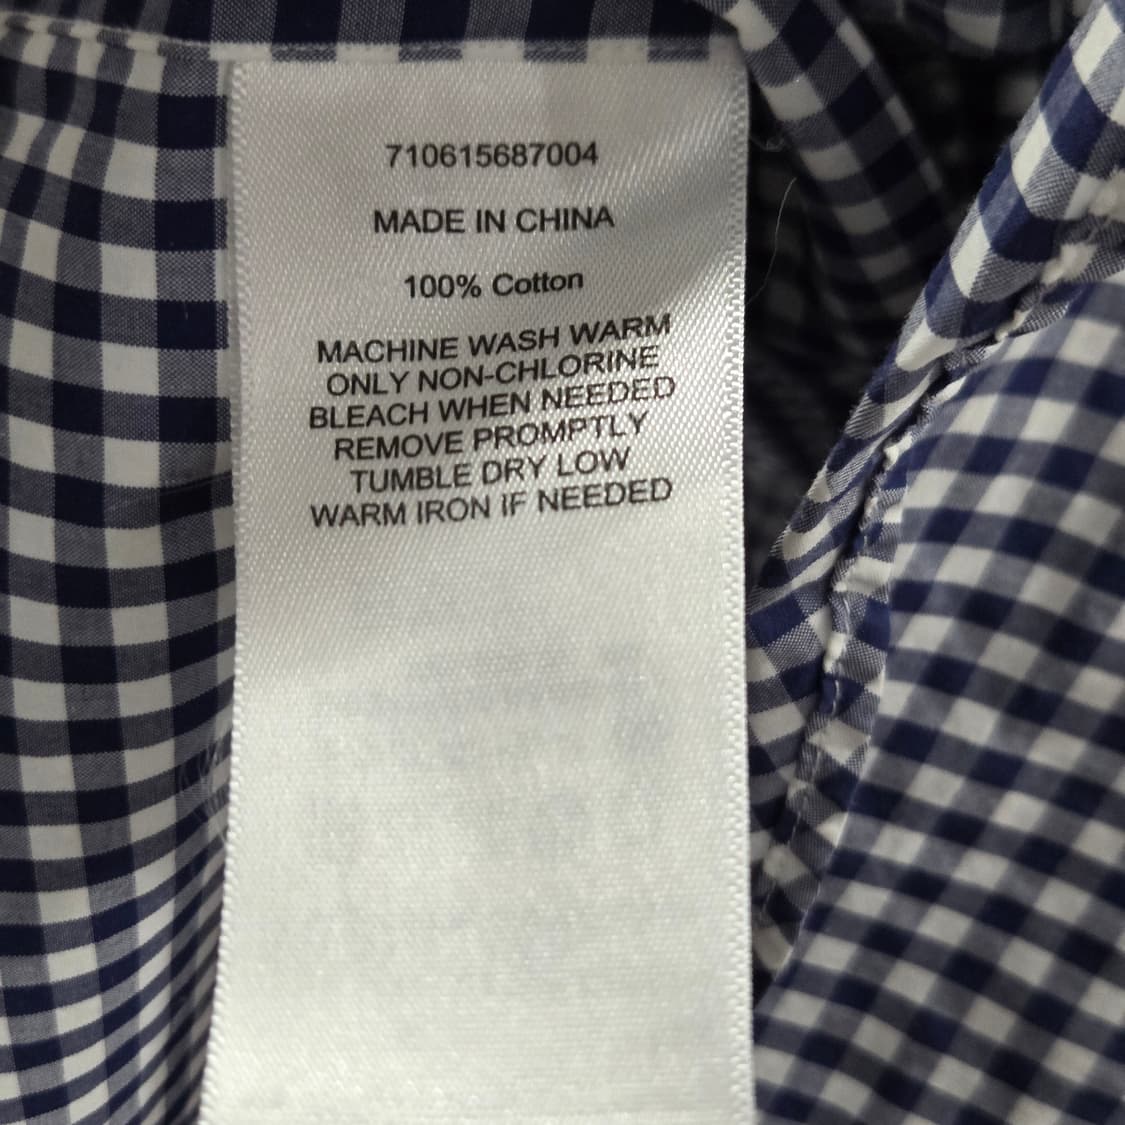 710615687004
MADE IN CHINA
100% Cotton
MACHINE WASH WARM
ONLY NON-CHLORINE
BLEACH WHEN NEEDED
REMOVE PROMPTLY
TUMBLE DRY LOW
WARM IRON IF NEEDED